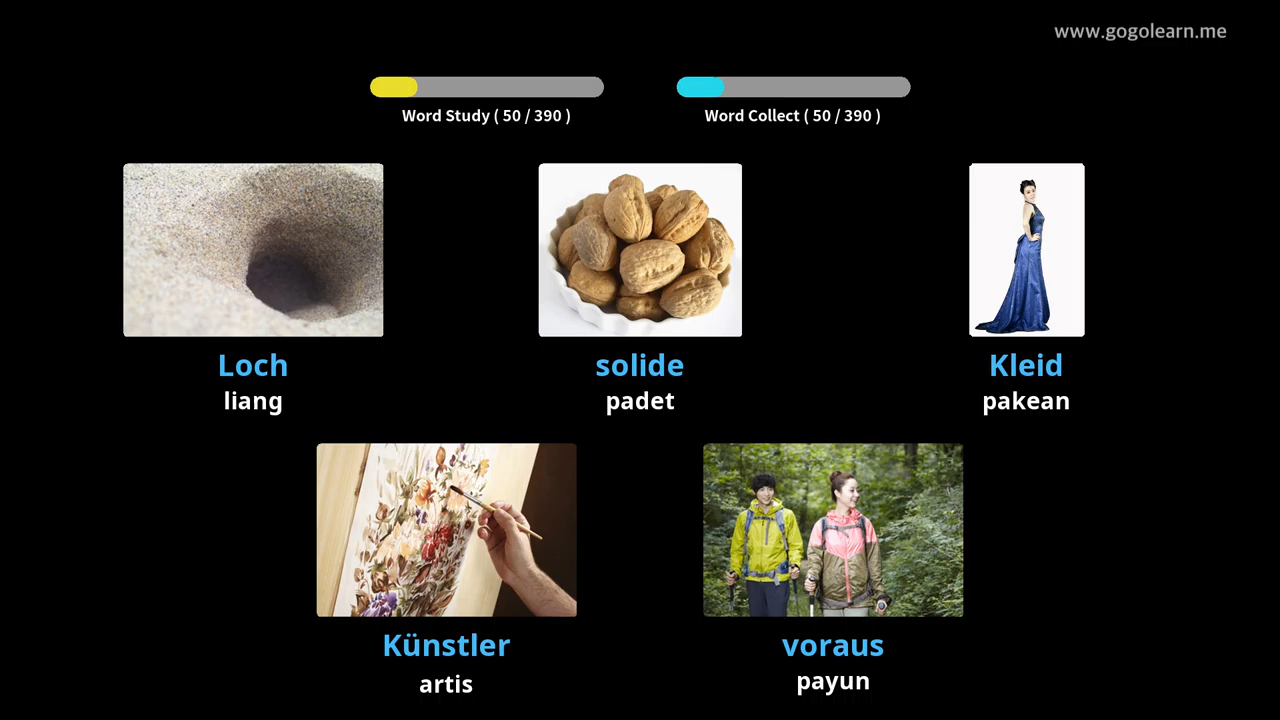 www.gogolearn.me
Word Study ( 50 / 390 )
Word Collect ( 50 / 390 )
Loch
liang
solide
padet
Kleid
pakean
Künstler
artis
voraus
payun